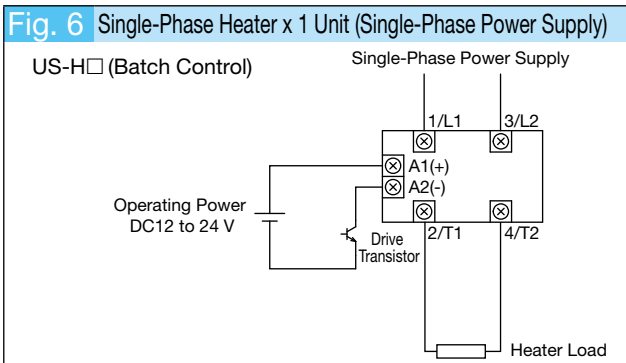 Fig. 6 Single-Phase Heater x 1 Unit (Single-Phase Power Supply)
US-H□ (Batch Control)
Single-Phase Power Supply
1/L1
3/L2
A1(+)
A2(-)
Operating Power
DC12 to 24 V
Drive
Transistor
2/T1
4/T2
Heater Load